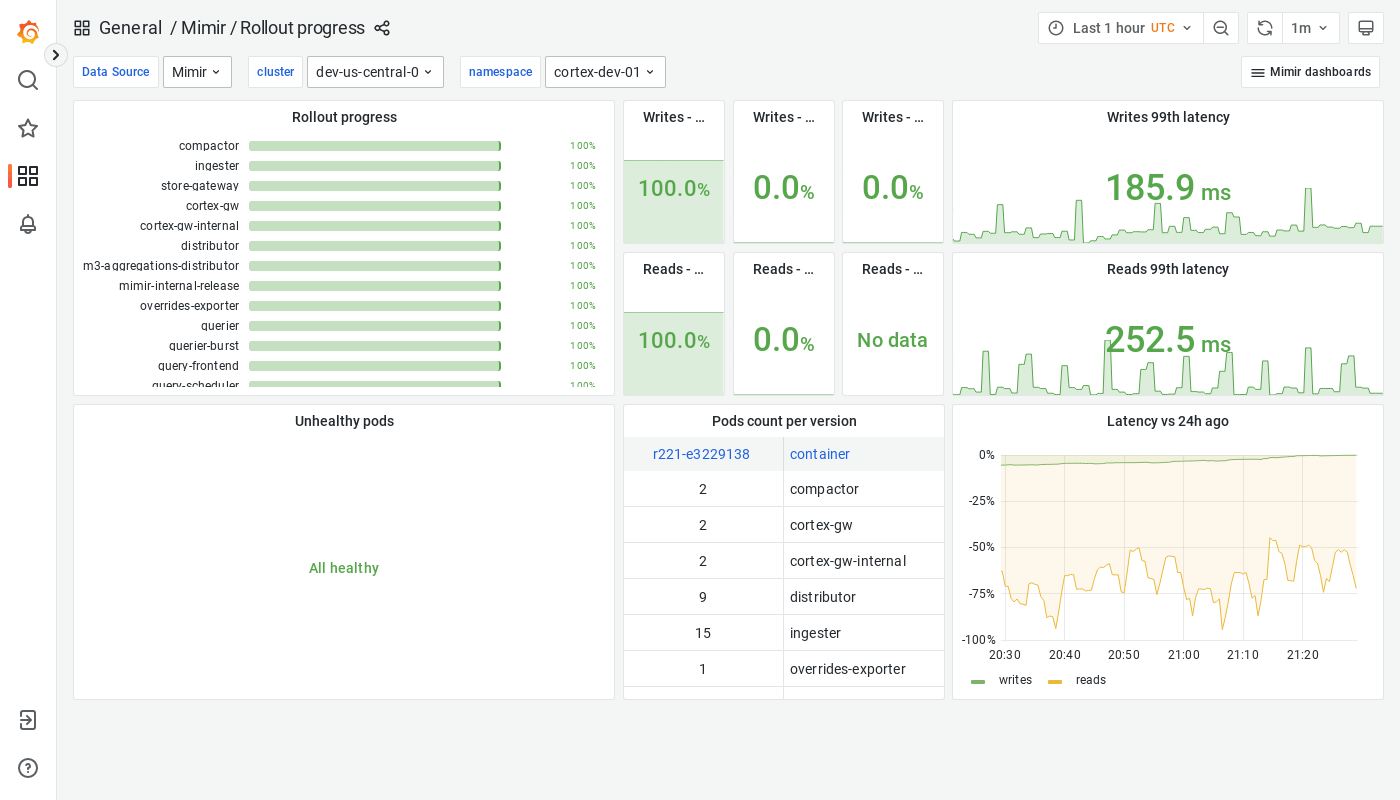 General / Mimir / Rollout progress
Last 1 hour UTC
1m
Data Source
Mimir
cluster
dev-us-central-0
namespace
cortex-dev-01
Mimir dashboards
Rollout progress
compactor 100%
ingester 100%
store-gateway 100%
cortex-gw 100%
cortex-gw-internal 100%
distributor 100%
m3-aggregations-distributor 100%
mimir-internal-release 100%
overrides-exporter 100%
querier 100%
querier-burst 100%
query-frontend 100%
query-scheduler 100%
Writes - ...
100.0%
Writes - ...
0.0%
Writes - ...
0.0%
Writes 99th latency
185.9 ms
Reads - ...
100.0%
Reads - ...
0.0%
Reads - ...
No data
Reads 99th latency
252.5 ms
Unhealthy pods
All healthy
Pods count per version
r221-e3229138 container
2 compactor
2 cortex-gw
2 cortex-gw-internal
9 distributor
15 ingester
1 overrides-exporter
Latency vs 24h ago
0%
-25%
-50%
-75%
-100%
20:30 20:40 20:50 21:00 21:10 21:20
writes reads